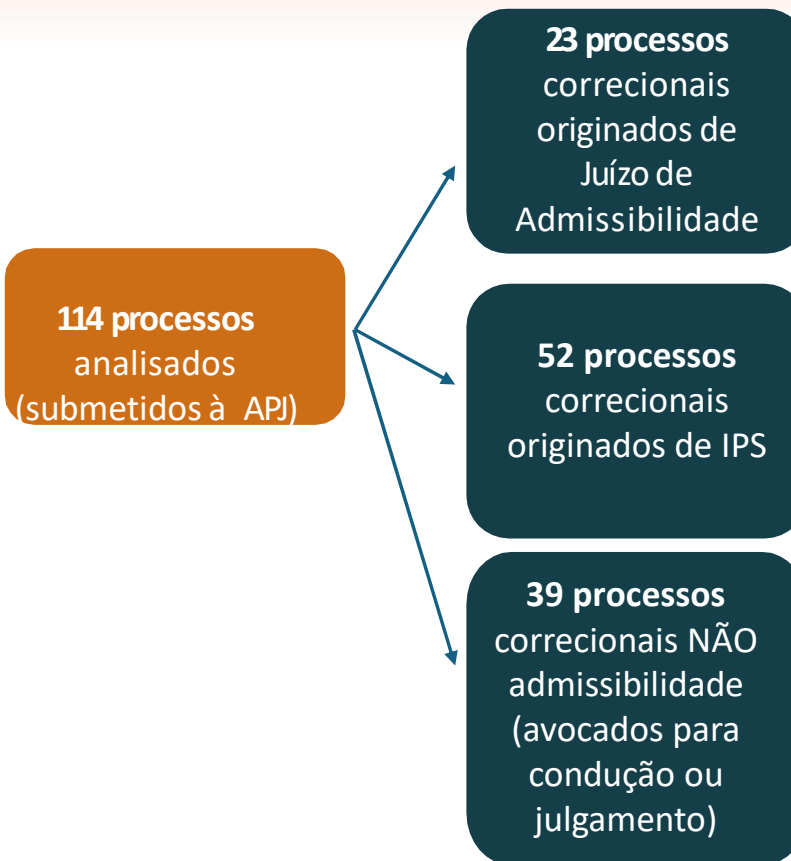 114 processos
analisados
(submetidos à APJ)
23 processos
correcionais
originados de
Juízo de
Admissibilidade
52 processos
correcionais
originados de IPS
39 processos
correcionais NÃO
admissibilidade
(avocados para
condução ou
julgamento)